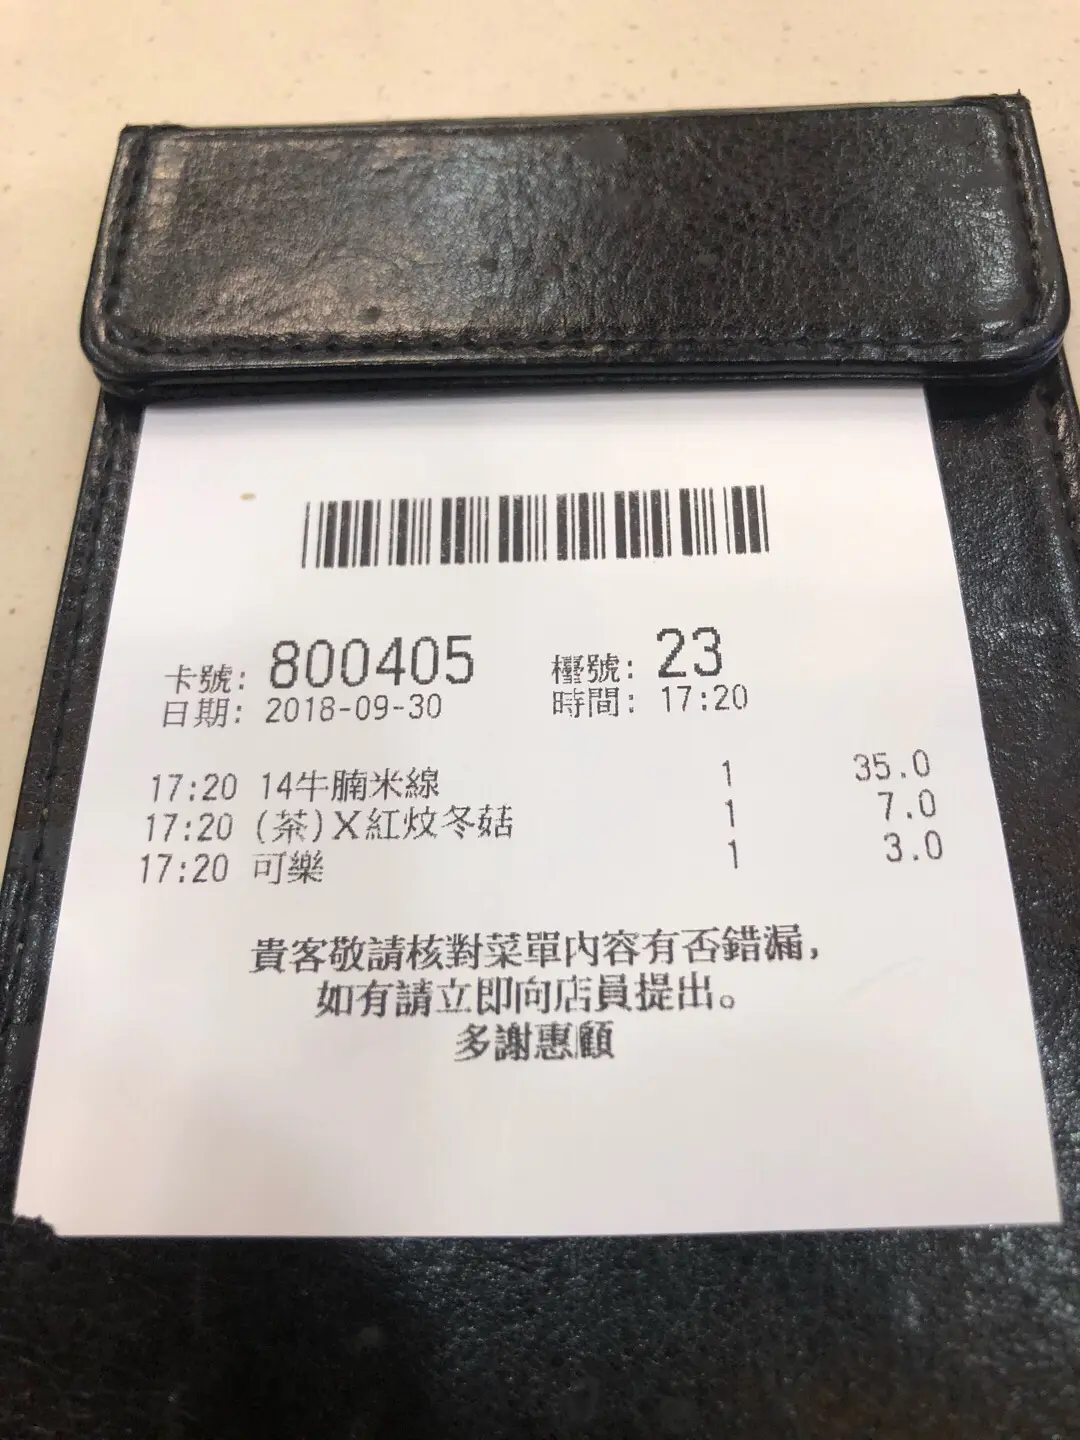 卡號: 800405 檯號: 23
日期: 2018-09-30 時間: 17:20
17:20 14牛腩米線 1 35.0
17:20 (茶)X紅炆冬菇 1 7.0
17:20 可樂 1 3.0
貴客敬請核對菜單內容有否錯漏,
如有請立即向店員提出。
多謝惠顧